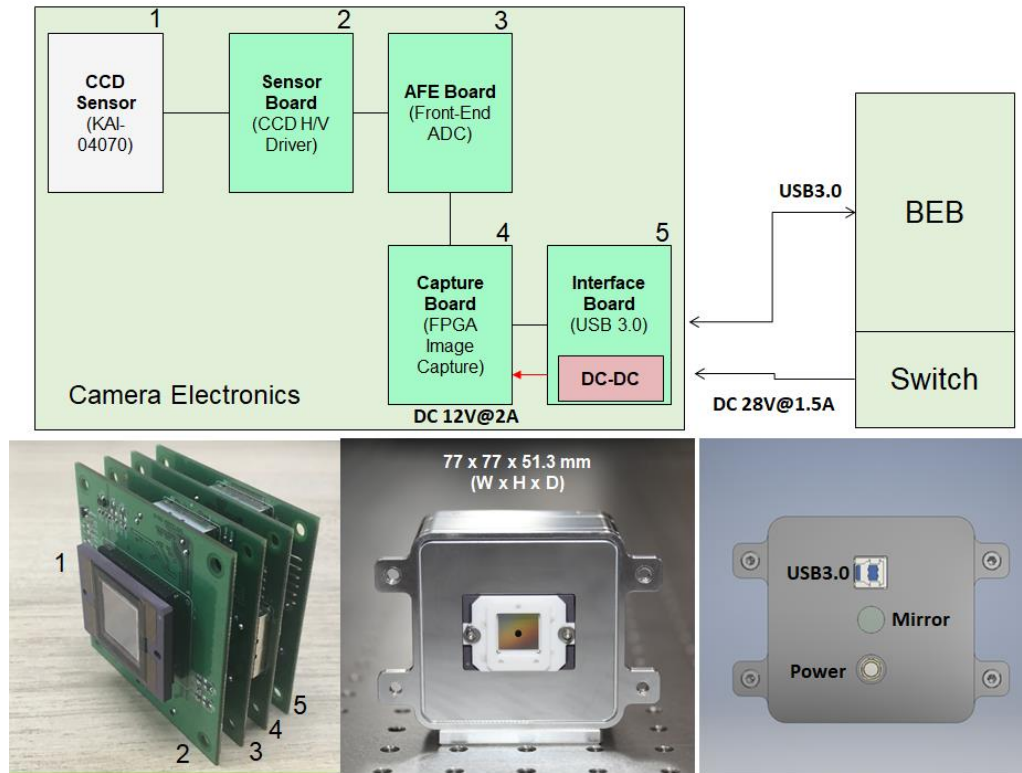 1
2
3
CCD
Sensor
(KAI-
04070)
Sensor
Board
(CCD H/V
Driver)
AFE Board
(Front-End
ADC)
4
5
Capture
Board
(FPGA
Image
Capture)
Interface
Board
(USB 3.0)
DC-DC
Camera Electronics
DC 12V@2A
USB3.0
BEB
Switch
DC 28V@1.5A
1
2
3
4
5
77 x 77 x 51.3 mm
(W x H x D)
USB3.0
Mirror
Power